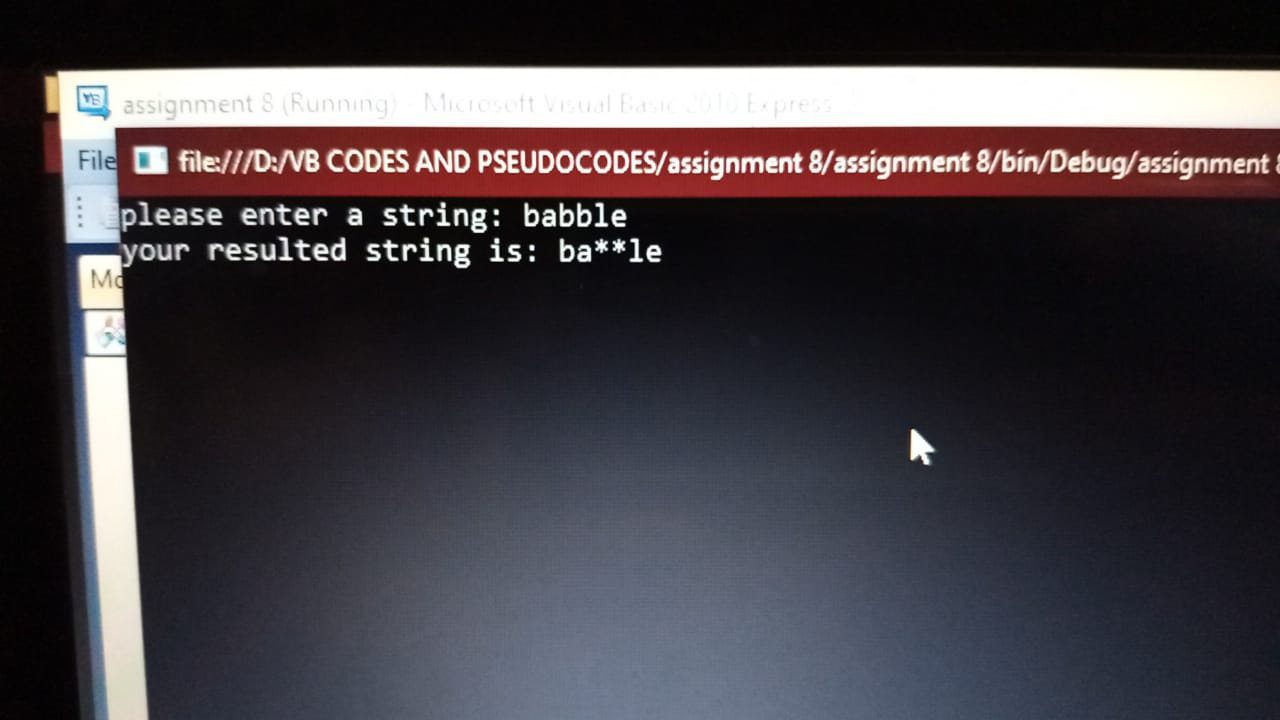 assignment 8 (Running) - Microsoft Visual Basic 2010 Express
File
file:///D:/VB CODES AND PSEUDOCODES/assignment 8/assignment 8/bin/Debug/assignment 8
please enter a string: babble
your resulted string is: ba**le